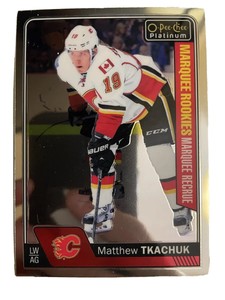 O-Pee-Chee
Platinum
MARQUEE ROOKIES
MARQUEE RECRUE
19
BAUER
CCM
LW
AG
Matthew TKACHUK